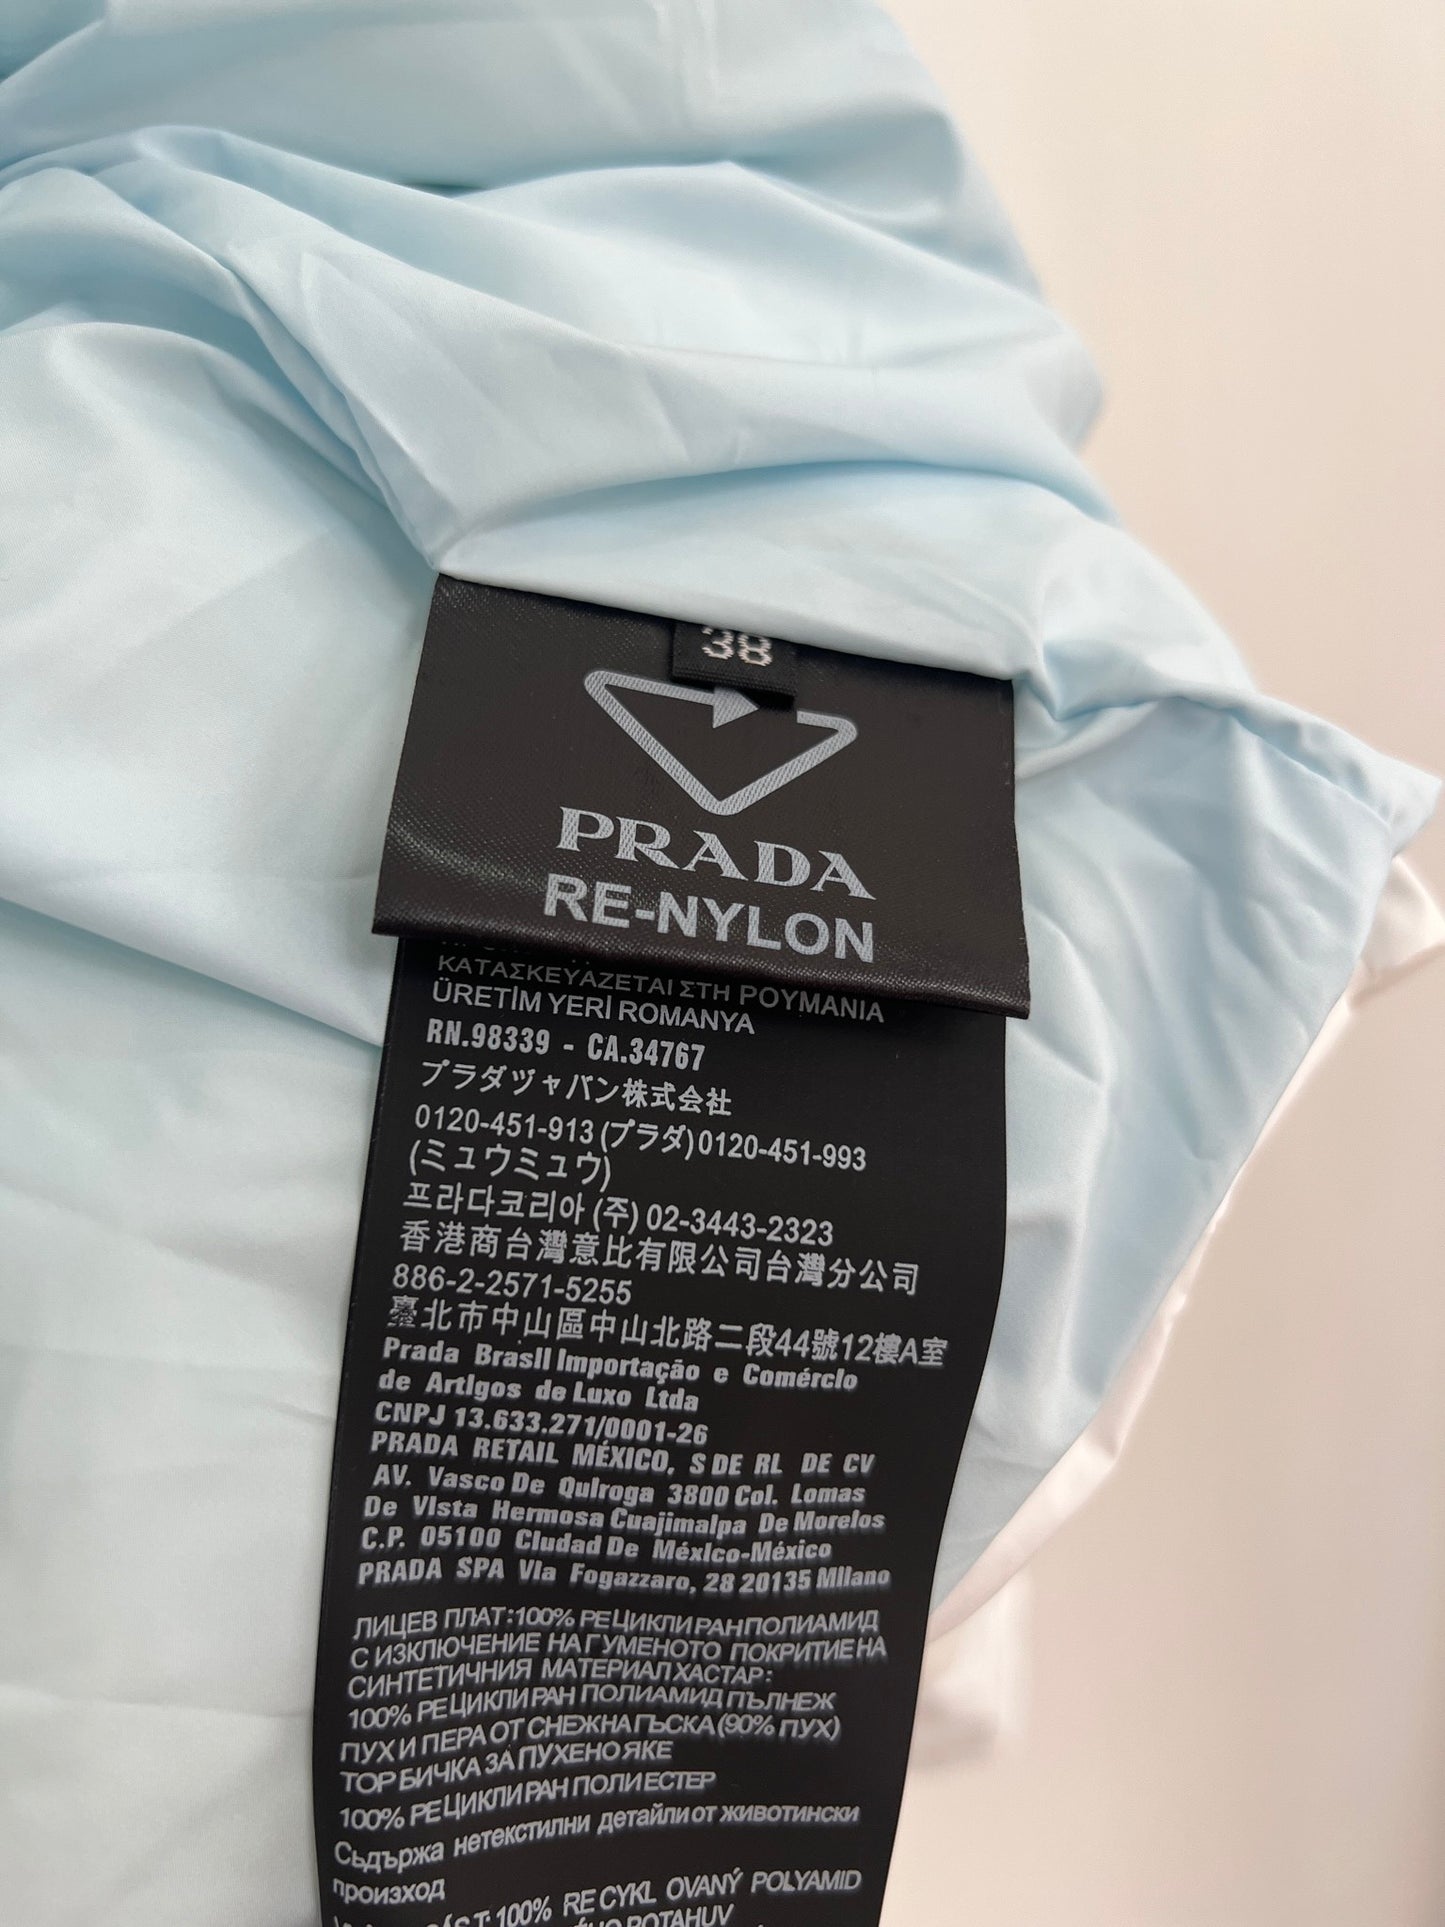 38
PRADA
RE-NYLON
ΚΑΤΑΣΚΕΥΑΖΕΤΑΙ ΣΤΗ ΡΟΥΜΑΝΙΑ
ÜRETİM YERİ ROMANYA
RN.98339 - CA.34767
プラダヅャバン株式会社
0120-451-913 (プラダ) 0120-451-993
(ミュウミュウ)
프라다코리아 (주) 02-3443-2323
香港商台灣意比有限公司台灣分公司
886-2-2571-5255
臺北市中山區中山北路二段44號12樓A室
Prada Brasil Importação e Comércio
de Artigos de Luxo Ltda
CNPJ 13.633.271/0001-26
PRADA RETAIL MÉXICO, S DE RL DE CV
AV. Vasco De Quiroga 3800 Col. Lomas
De Vista Hermosa Cuajimalpa De Morelos
C.P. 05100 Ciudad De México-México
PRADA SPA Via Fogazzaro, 28 20135 Milano
ЛИЦЕВ ПЛАТ:100% РЕЦИКЛИРАН ПОЛИАМИД
С ИЗКЛЮЧЕНИЕ НА ГУМЕНОТО ПОКРИТИЕ НА
СИНТЕТИЧНИЯ МАТЕРИАЛ ХАСТАР:
100% РЕЦИКЛИРАН ПОЛИАМИД ПЪЛНЕЖ
ПУХ И ПЕРА ОТ СНЕЖНА ГЪСКА (90% ПУХ)
ТОРБИЧКА ЗА ПУХЕНО ЯКЕ
100% РЕЦИКЛИРАН ПОЛИЕСТЕР
Съдържа нетекстилни детайли от животински
произход
100% RECYKLOVANÝ POLYAMID
POTAHUV